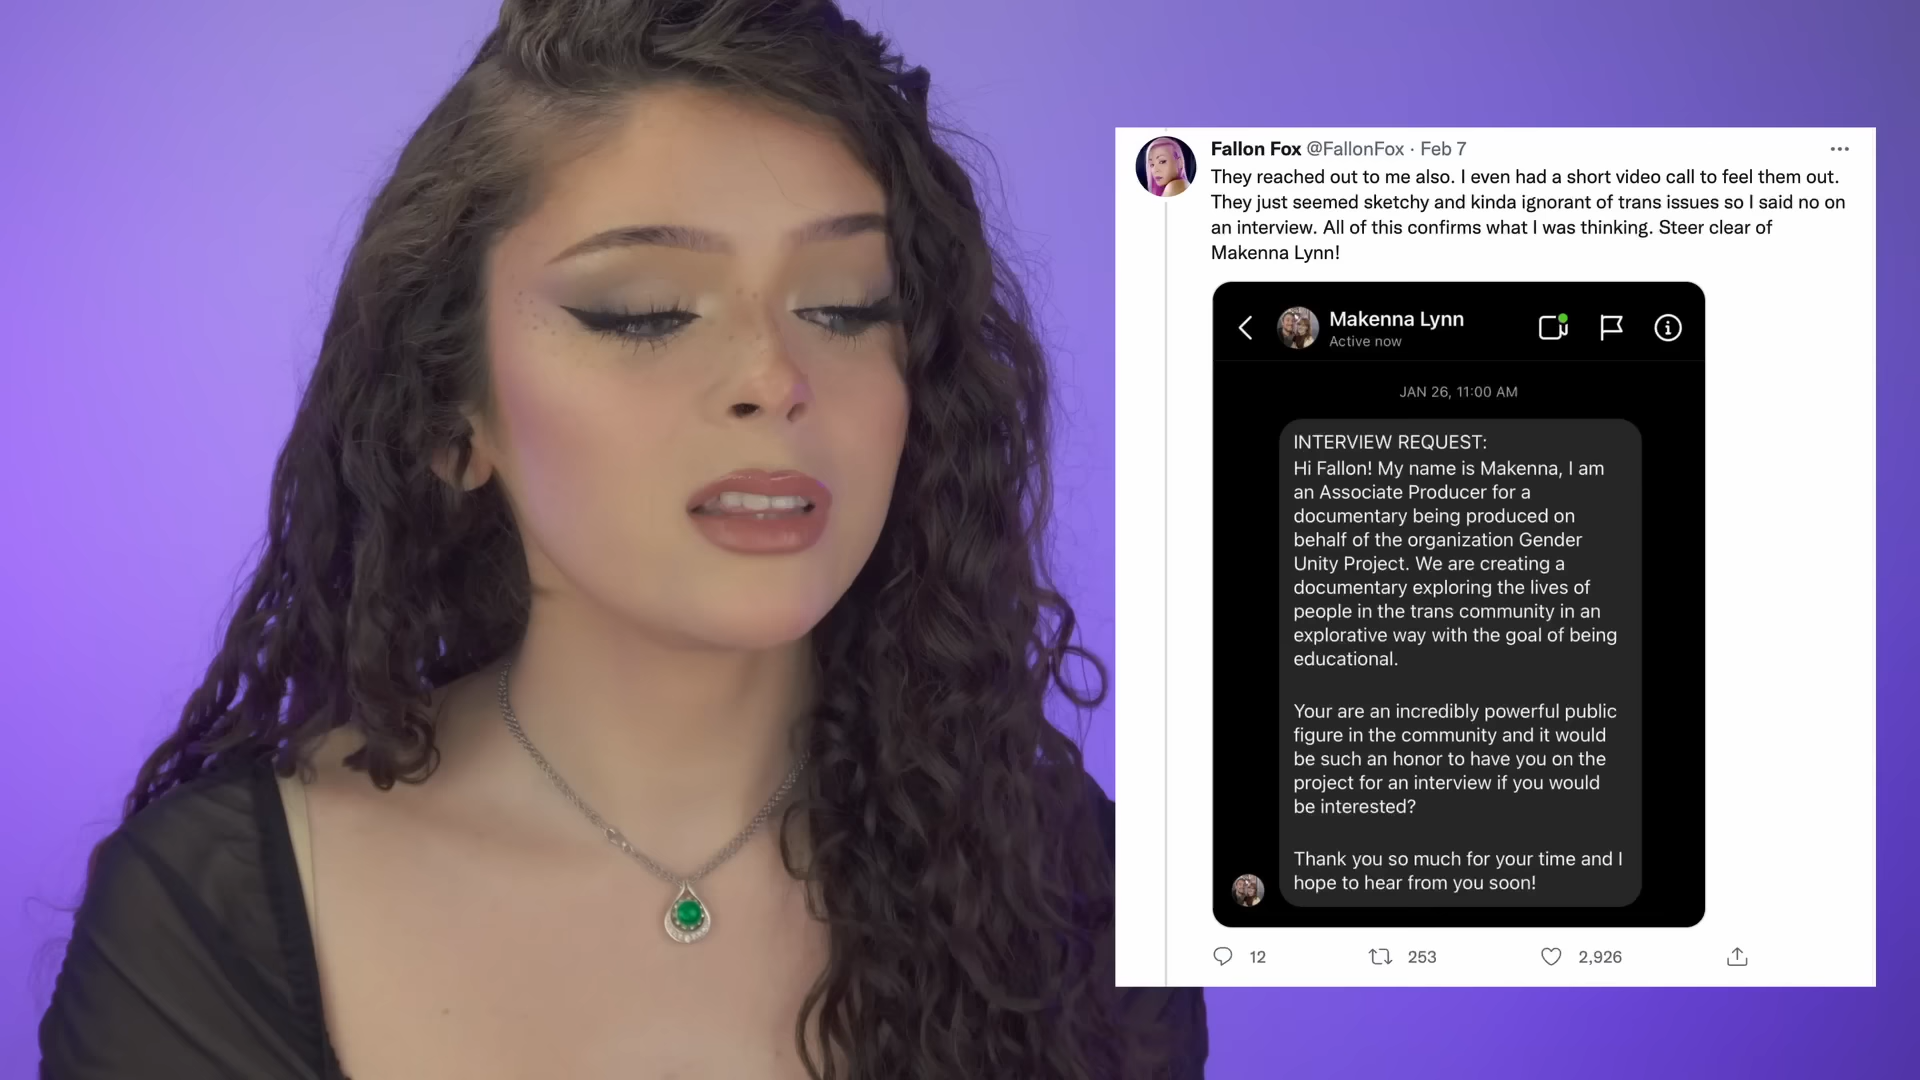 Fallon Fox @FallonFox · Feb 7
They reached out to me also. I even had a short video call to feel them out.
They just seemed sketchy and kinda ignorant of trans issues so I said no on
an interview. All of this confirms what I was thinking. Steer clear of
Makenna Lynn!
Makenna Lynn
Active now
JAN 26, 11:00 AM
INTERVIEW REQUEST:
Hi Fallon! My name is Makenna, I am
an Associate Producer for a
documentary being produced on
behalf of the organization Gender
Unity Project. We are creating a
documentary exploring the lives of
people in the trans community in an
explorative way with the goal of being
educational.
Your are an incredibly powerful public
figure in the community and it would
be such an honor to have you on the
project for an interview if you would
be interested?
Thank you so much for your time and I
hope to hear from you soon!
12 253 2,926